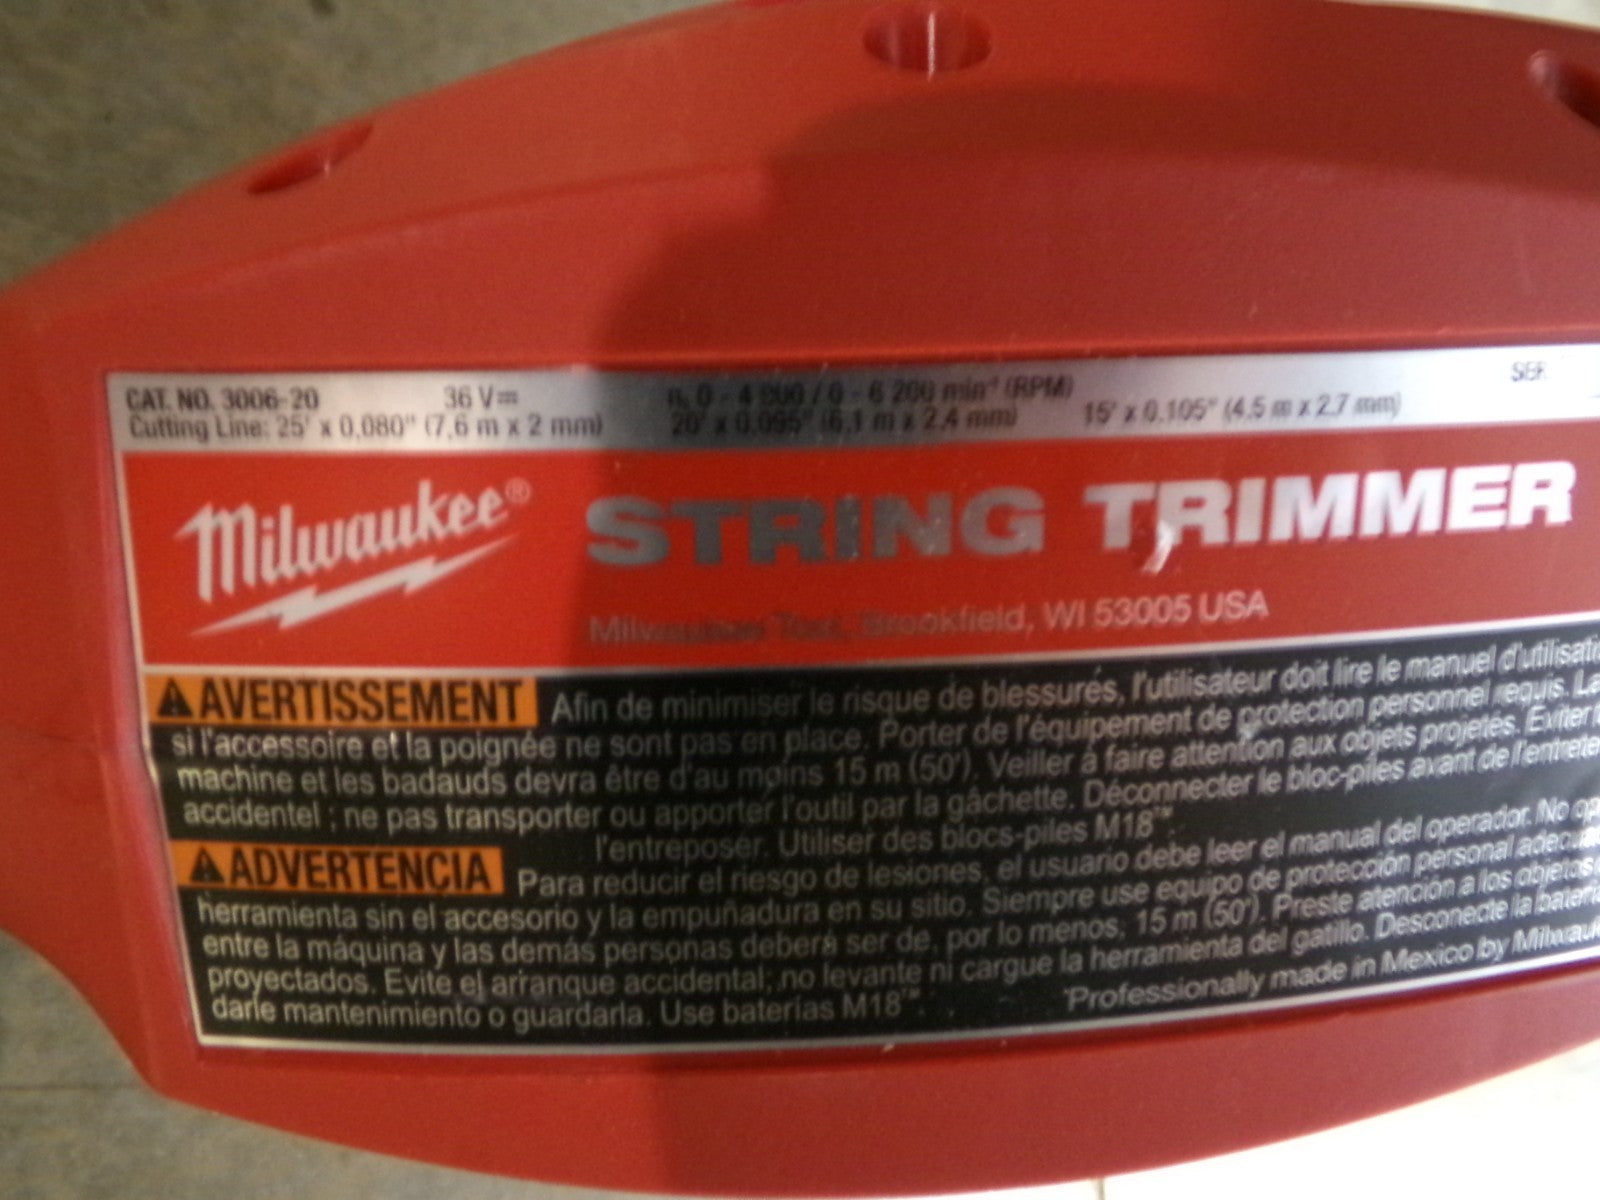 CAT. NO. 3006-20 36 V⎓ n₀ 0 - 4 900 / 0 - 6 200 min⁻¹ (RPM) SER.
Cutting Line: 25' x 0,080" (7,6 m x 2 mm) 20' x 0.095" (6,1 m x 2.4 mm) 15' x 0.105" (4.5 m x 2.7 mm)
Milwaukee® STRING TRIMMER
Milwaukee Tool, Brookfield, WI 53005 USA
⚠AVERTISSEMENT Afin de minimiser le risque de blessures, l'utilisateur doit lire le manuel
si l'accessoire et la poignée ne sont pas en place. Porter de l'équipement de protection personnel requis. La
machine et les badauds devra être d'au moins 15 m (50'). Veiller à faire attention aux objets projetés. Éviter
accidentel ; ne pas transporter ou apporter l'outil par la gâchette. Déconnecter le bloc-piles avant de
l'entreposer. Utiliser des blocs-piles M18™.
⚠ADVERTENCIA Para reducir el riesgo de lesiones, el usuario debe leer el manual del operador. No
herramienta sin el accesorio y la empuñadura en su sitio. Siempre use equipo de protección personal
entre la máquina y las demás personas deberá ser de, por lo menos, 15 m (50'). Preste atención a los objetos
proyectados. Evite el arranque accidental; no levante ni cargue la herramienta del gatillo. Desconecte la
darle mantenimiento o guardarla. Use baterías M18™. Professionally made in Mexico by